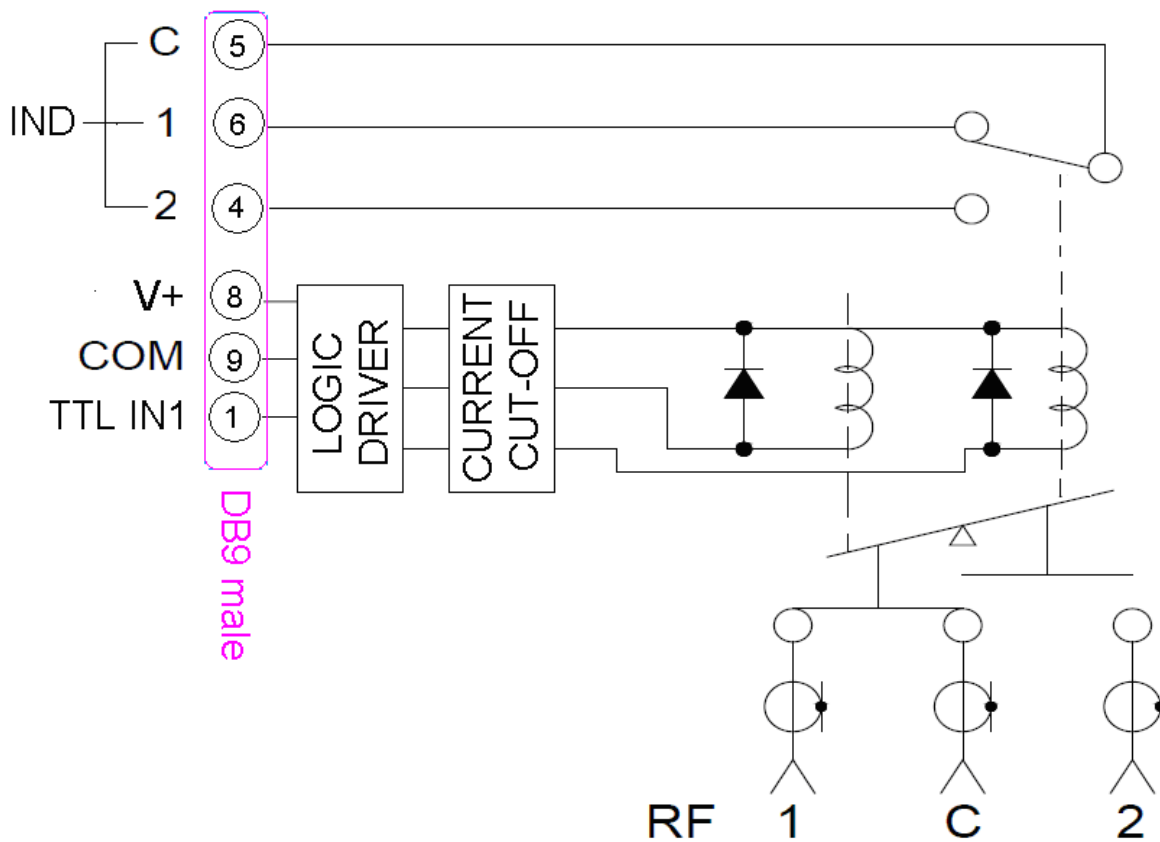 C 5
IND 1 6
2 4
V+ 8
COM 9
TTL IN1 1
LOGIC
DRIVER
CURRENT
CUT-OFF
DB9 male
RF 1 C 2